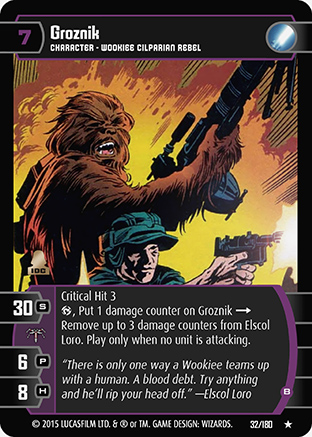 7
Groznik
CHARACTER - WOOKIEE CILPARIAN REBEL
IDC
30 S
6 P
8 H
Critical Hit 3
, Put 1 damage counter on Groznik →
Remove up to 3 damage counters from Elscol
Loro. Play only when no unit is attacking.
"There is only one way a Wookiee teams up
with a human. A blood debt. Try anything
and he'll rip your head off." —Elscol Loro
B
© 2015 LUCASFILM LTD. & ® or TM. GAME DESIGN: WIZARDS.
32/180 ★